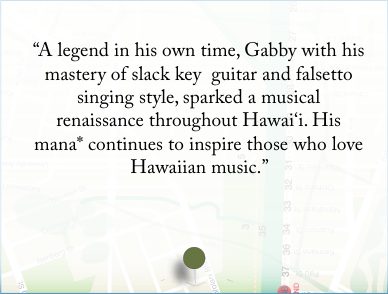 “A legend in his own time, Gabby with his
mastery of slack key  guitar and falsetto
singing style, sparked a musical
renaissance throughout Hawai‘i. His
mana* continues to inspire those who love
Hawaiian music.”